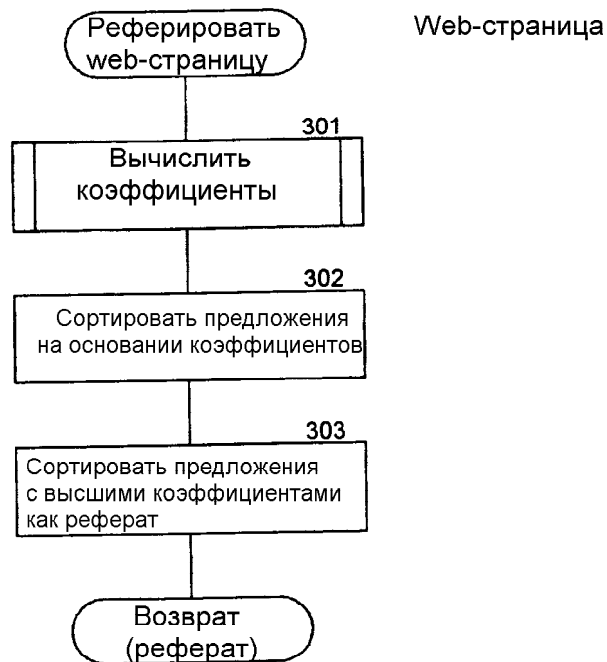 Реферировать
web-страницу
Web-страница
301
Вычислить
коэффициенты
302
Сортировать предложения
на основании коэффициентов
303
Сортировать предложения
с высшими коэффициентами
как реферат
Возврат
(реферат)